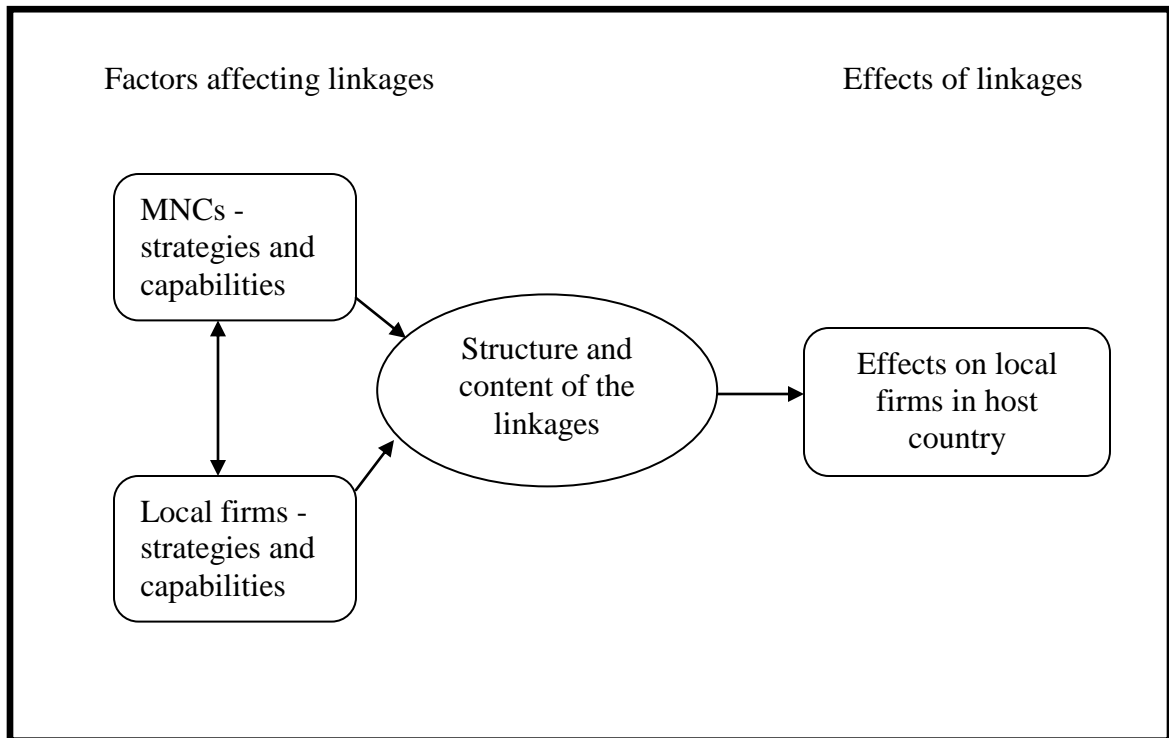 Factors affecting linkages
Effects of linkages
MNCs -
strategies and
capabilities
Structure and
content of the
linkages
Effects on local
firms in host
country
Local firms -
strategies and
capabilities